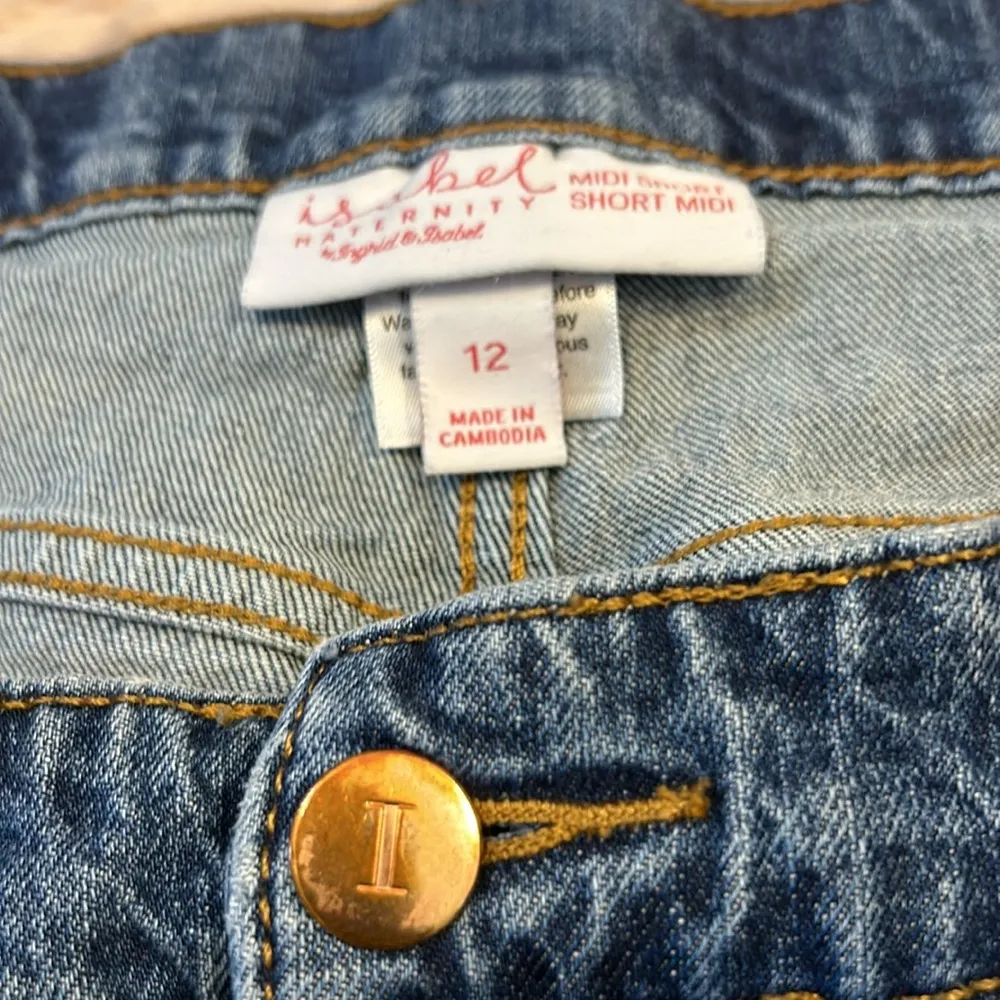 isabel MIDI SHORT
MATERNITY SHORT MIDI
by Ingrid & Isabel.
12
MADE IN
CAMBODIA
I